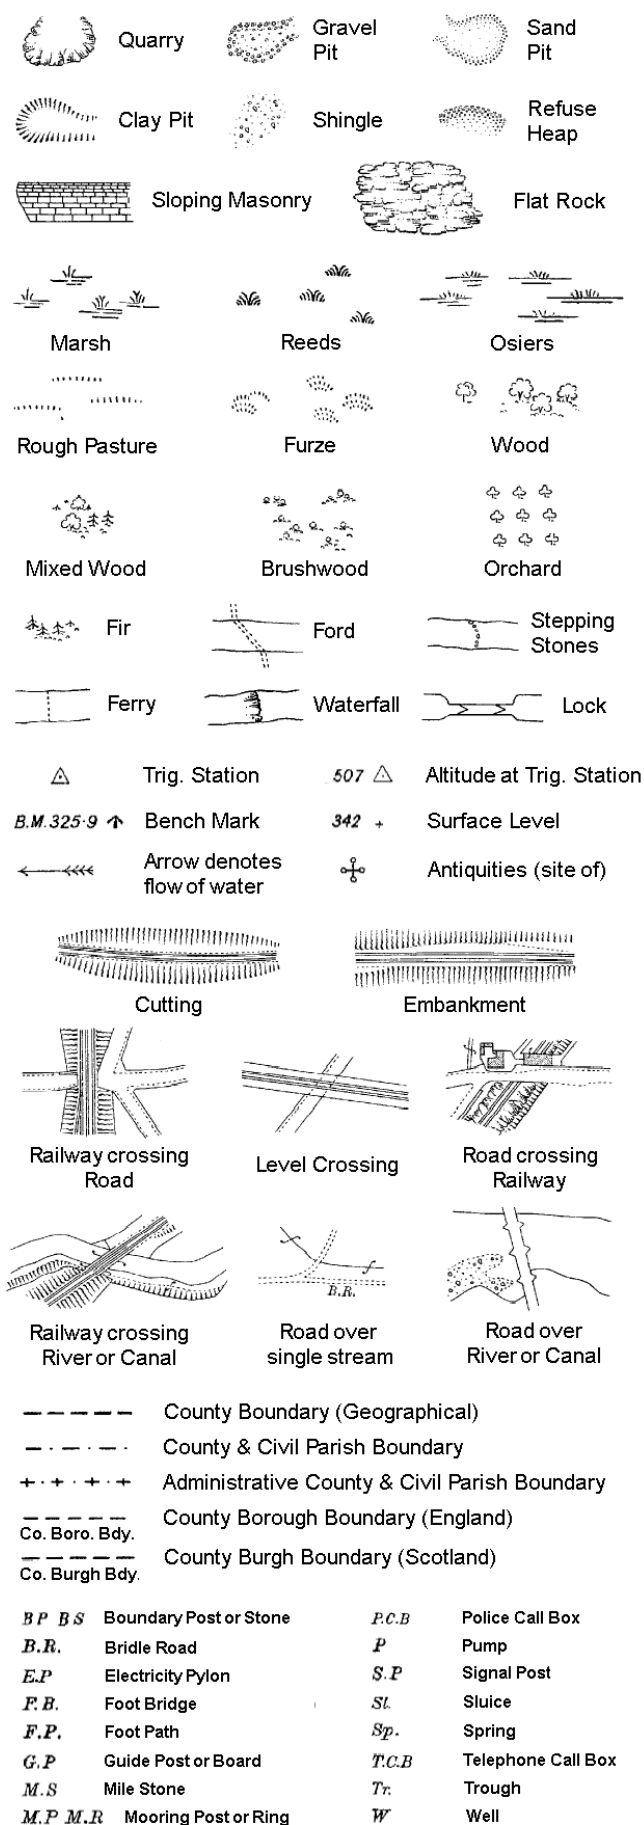 Quarry
Gravel
Pit
Sand
Pit
Clay Pit
Shingle
Refuse
Heap
Sloping Masonry
Flat Rock
Marsh
Reeds
Osiers
Rough Pasture
Furze
Wood
Mixed Wood
Brushwood
Orchard
Fir
Ford
Stepping
Stones
Ferry
Waterfall
Lock
Trig. Station
507
Altitude at Trig. Station
B.M. 325·9
Bench Mark
342 +
Surface Level
Arrow denotes
flow of water
Antiquities (site of)
Cutting
Embankment
Railway crossing
Road
Level Crossing
Road crossing
Railway
Railway crossing
River or Canal
B.R.
Road over
single stream
Road over
River or Canal
County Boundary (Geographical)
County & Civil Parish Boundary
Administrative County & Civil Parish Boundary
County Borough Boundary (England)
Co. Boro. Bdy.
County Burgh Boundary (Scotland)
Co. Burgh Bdy.
B P B S Boundary Post or Stone
B.R. Bridle Road
E.P Electricity Pylon
F.B. Foot Bridge
F.P. Foot Path
G.P Guide Post or Board
M.S Mile Stone
M.P M.R Mooring Post or Ring
P.C.B Police Call Box
P Pump
S.P Signal Post
Sl. Sluice
Sp. Spring
T.C.B Telephone Call Box
Tr. Trough
W Well